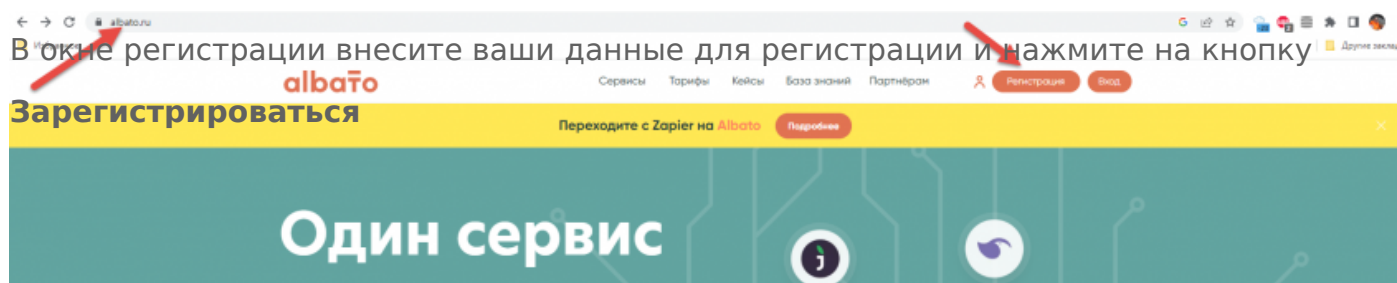 albato.ru
В окне регистрации внесите ваши данные для регистрации и нажмите на кнопку
Другие
albato
Сервисы Тарифы Кейсы База знаний Партнёрам Регистрация Вход
Зарегистрироваться
Переходите с Zapier на Albato Подробнее
Один сервис